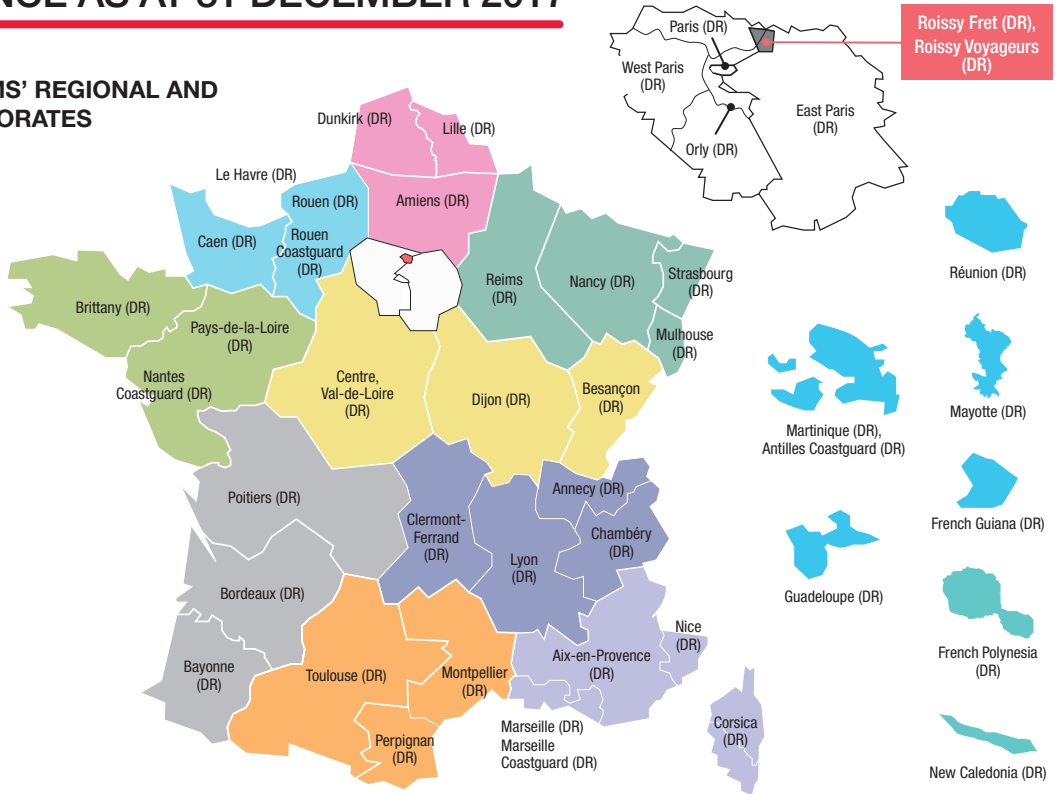 NCE AS AT 31 DECEMBER 2017
MS' REGIONAL AND
ORATES
Paris (DR)
Roissy Fret (DR),
Roissy Voyageurs
(DR)
West Paris
(DR)
East Paris
(DR)
Orly (DR)
Dunkirk (DR)
Lille (DR)
Le Havre (DR)
Rouen (DR)
Amiens (DR)
Caen (DR)
Rouen
Coastguard
(DR)
Reims
(DR)
Nancy (DR)
Strasbourg
(DR)
Mulhouse
(DR)
Brittany (DR)
Pays-de-la-Loire
(DR)
Nantes
Coastguard (DR)
Centre,
Val-de-Loire
(DR)
Dijon (DR)
Besançon
(DR)
Poitiers (DR)
Clermont-
Ferrand
(DR)
Lyon
(DR)
Annecy (DR)
Chambéry
(DR)
Bordeaux (DR)
Bayonne
(DR)
Toulouse (DR)
Montpellier
(DR)
Perpignan
(DR)
Aix-en-Provence
(DR)
Nice
(DR)
Marseille (DR)
Marseille
Coastguard (DR)
Corsica
(DR)
Réunion (DR)
Martinique (DR),
Antilles Coastguard (DR)
Mayotte (DR)
French Guiana (DR)
Guadeloupe (DR)
French Polynesia
(DR)
New Caledonia (DR)